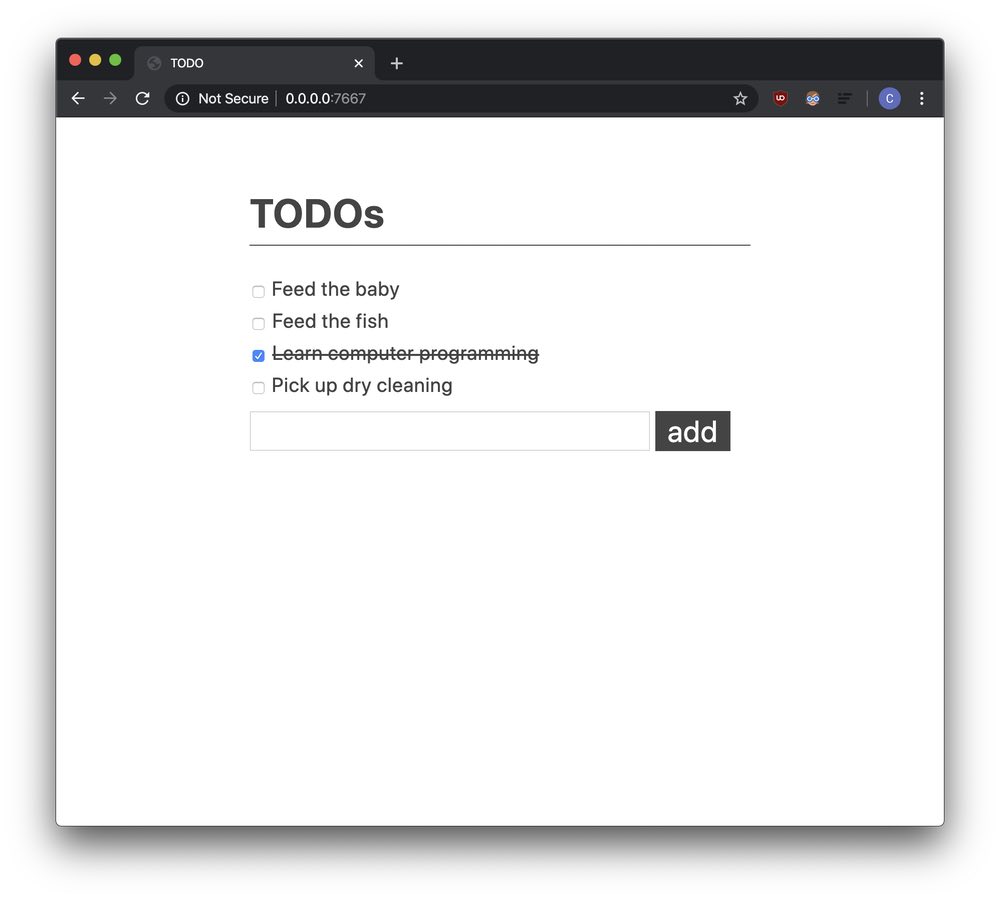 TODO
Not Secure 0.0.0.0:7667
C
TODOs
Feed the baby
Feed the fish
Learn computer programming
Pick up dry cleaning
add